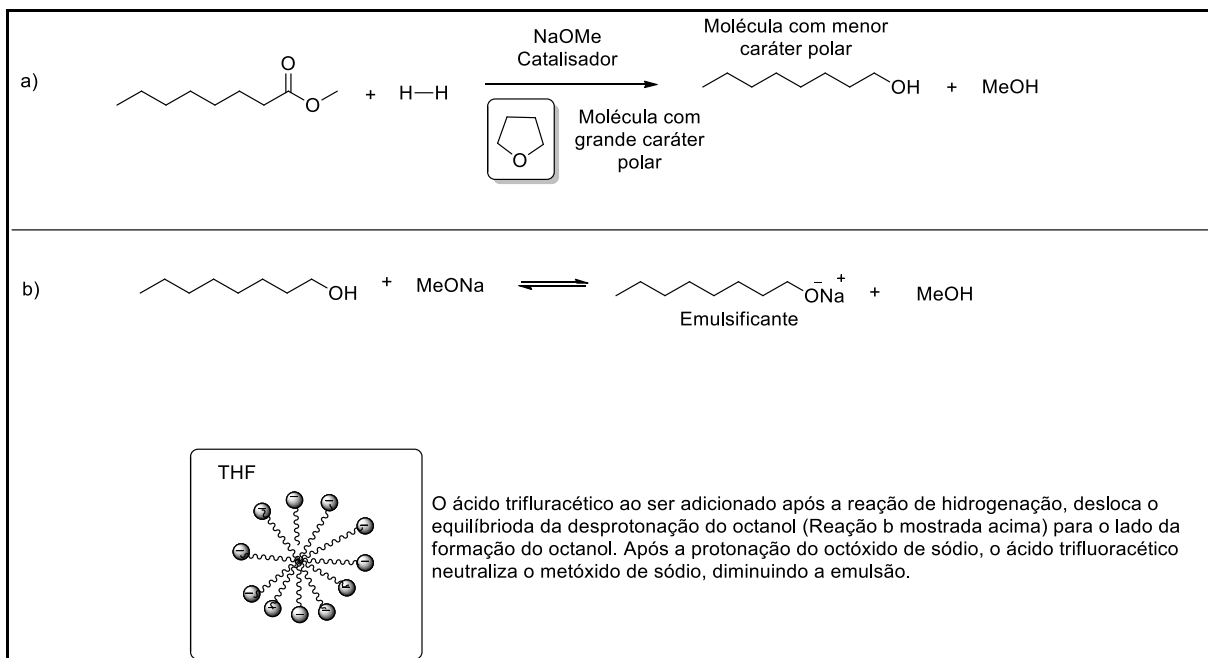 a)
O
O
+
H—H
NaOMe
Catalisador
O
Molécula com
grande caráter
polar
Molécula com menor
caráter polar
OH
+
MeOH
b)
OH
+
MeONa
ONa
- +
Emulsificante
+
MeOH
THF
O ácido trifluracético ao ser adicionado após a reação de hidrogenação, desloca o
equilíbrioda da desprotonação do octanol (Reação b mostrada acima) para o lado da
formação do octanol. Após a protonação do octóxido de sódio, o ácido trifluoracético
neutraliza o metóxido de sódio, diminuindo a emulsão.